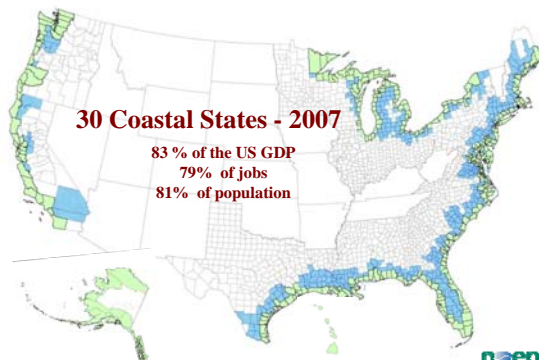 30 Coastal States - 2007
83 % of the US GDP
79% of jobs
81% of population